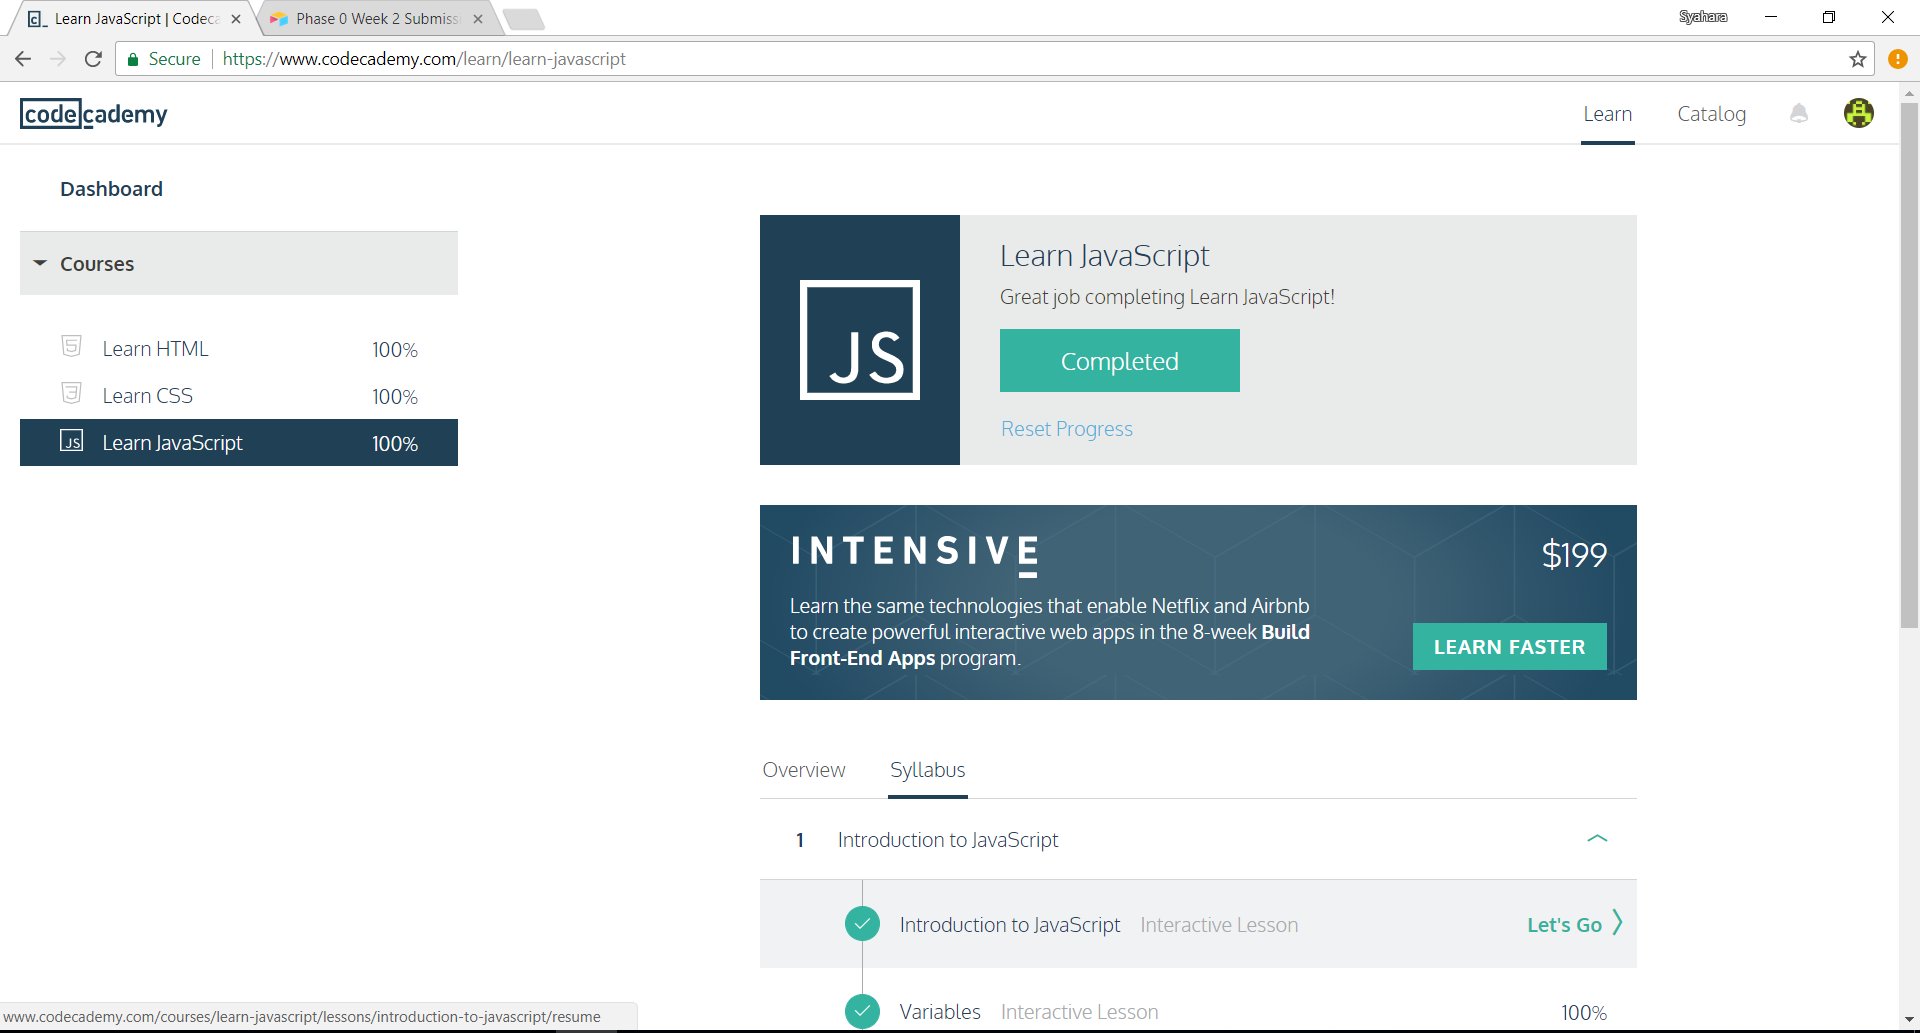 Learn JavaScript | Codeca
Phase 0 Week 2 Submiss
Syahara
Secure
https://www.codecademy.com/learn/learn-javascript
codecademy
Learn
Catalog
Dashboard
Courses
5 Learn HTML 100%
3 Learn CSS 100%
JS Learn JavaScript 100%
JS
Learn JavaScript
Great job completing Learn JavaScript!
Completed
Reset Progress
INTENSIVE
$199
Learn the same technologies that enable Netflix and Airbnb
to create powerful interactive web apps in the 8-week Build
Front-End Apps program.
LEARN FASTER
Overview Syllabus
1 Introduction to JavaScript
Introduction to JavaScript Interactive Lesson Let's Go
Variables Interactive Lesson 100%
www.codecademy.com/courses/learn-javascript/lessons/introduction-to-javascript/resume